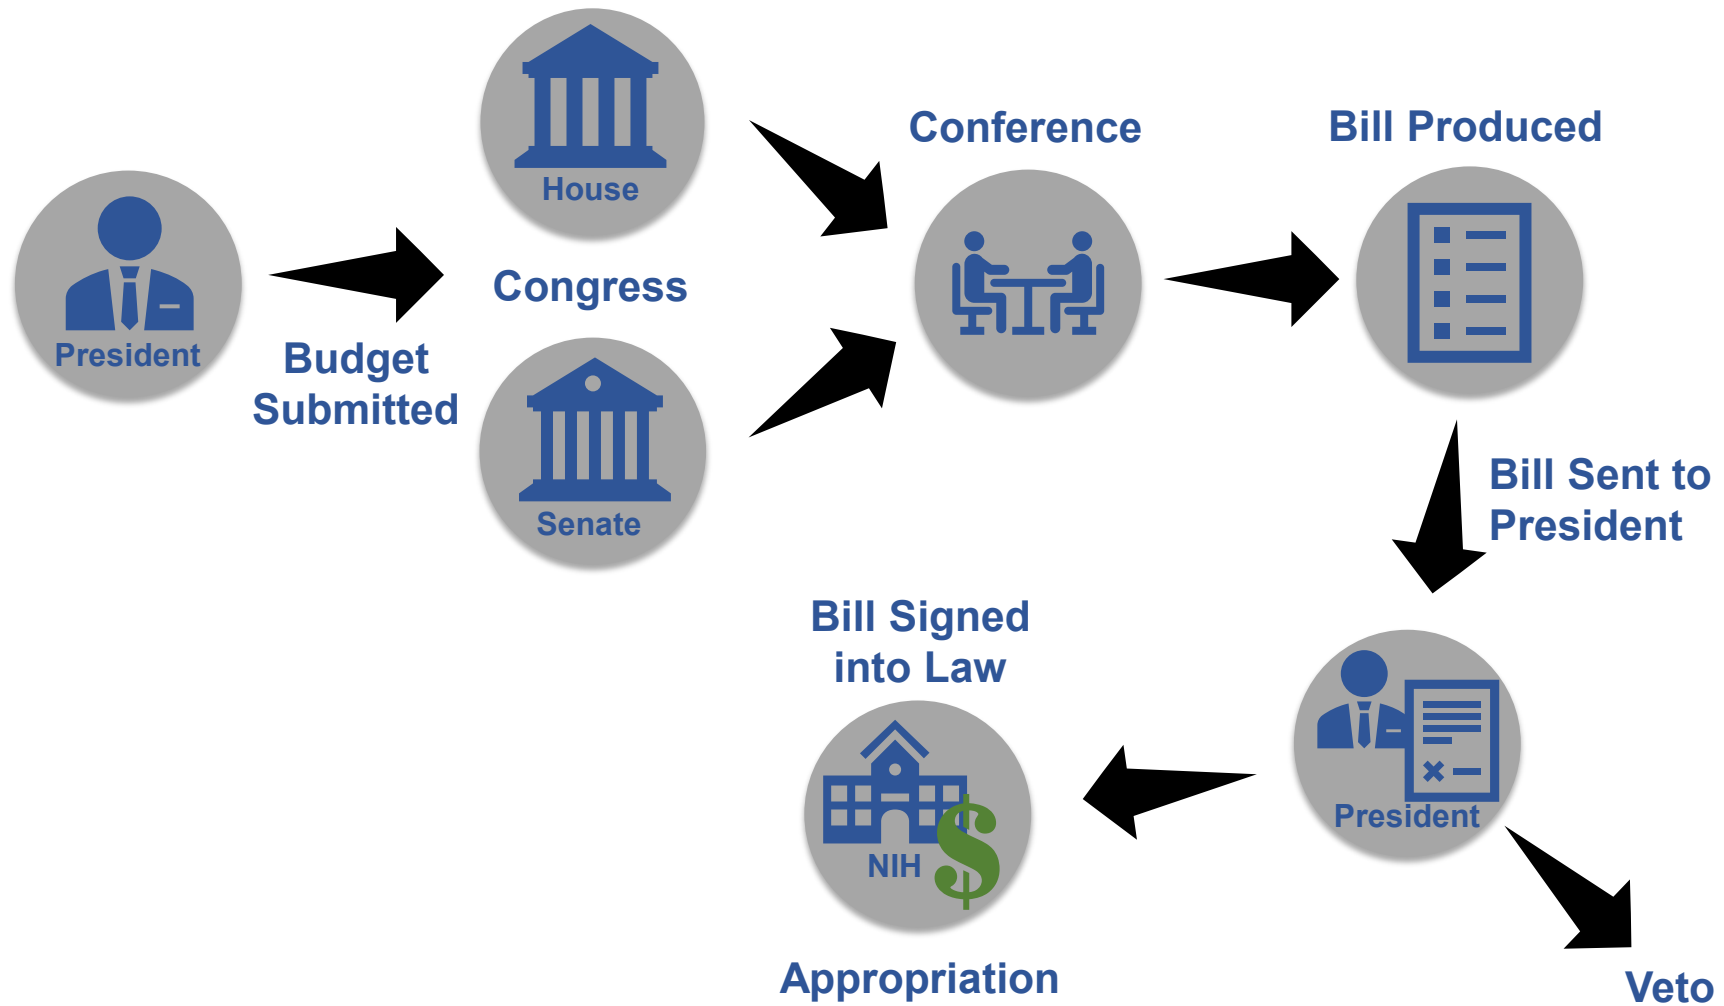 President
Budget
Submitted
House
Congress
Senate
Conference
Bill Produced
Bill Sent to
President
President
Bill Signed
into Law
NIH
$
Appropriation
Veto